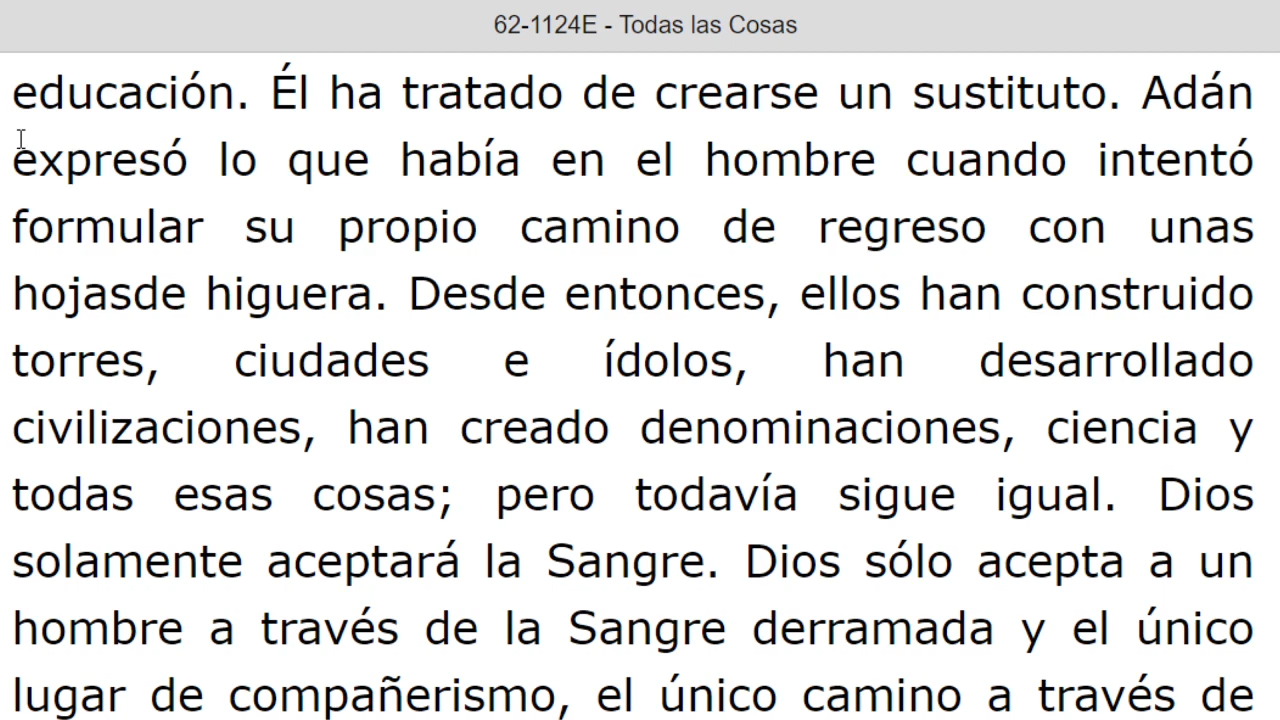 62-1124E - Todas las Cosas
educación. Él ha tratado de crearse un sustituto. Adán
expresó lo que había en el hombre cuando intentó
formular su propio camino de regreso con unas
hojasde higuera. Desde entonces, ellos han construido
torres, ciudades e ídolos, han desarrollado
civilizaciones, han creado denominaciones, ciencia y
todas esas cosas; pero todavía sigue igual. Dios
solamente aceptará la Sangre. Dios sólo acepta a un
hombre a través de la Sangre derramada y el único
lugar de compañerismo, el único camino a través de